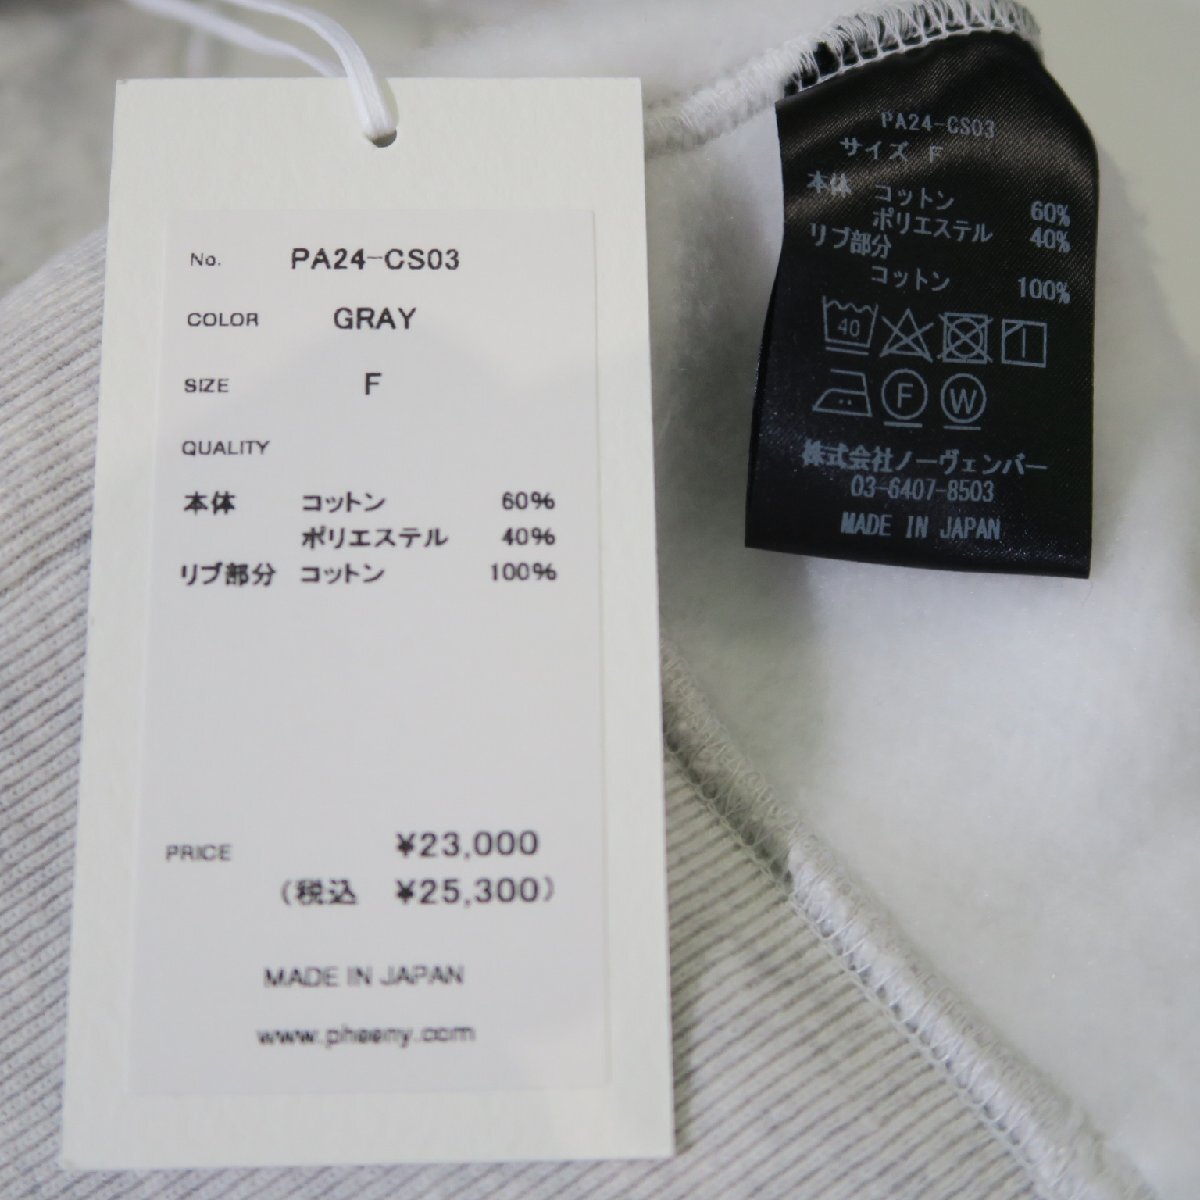 No. PA24-CS03
COLOR GRAY
SIZE F
QUALITY
本体 コットン 60%
ポリエステル 40%
リブ部分 コットン 100%
PRICE ¥23,000
(税込 ¥25,300)
MADE IN JAPAN
www.pheeny.com
PA24-CS03
サイズ F
本体 コットン 60%
ポリエステル 40%
リブ部分
コットン 100%
40
F W
株式会社ノーヴェンバー
03-6407-8503
MADE IN JAPAN